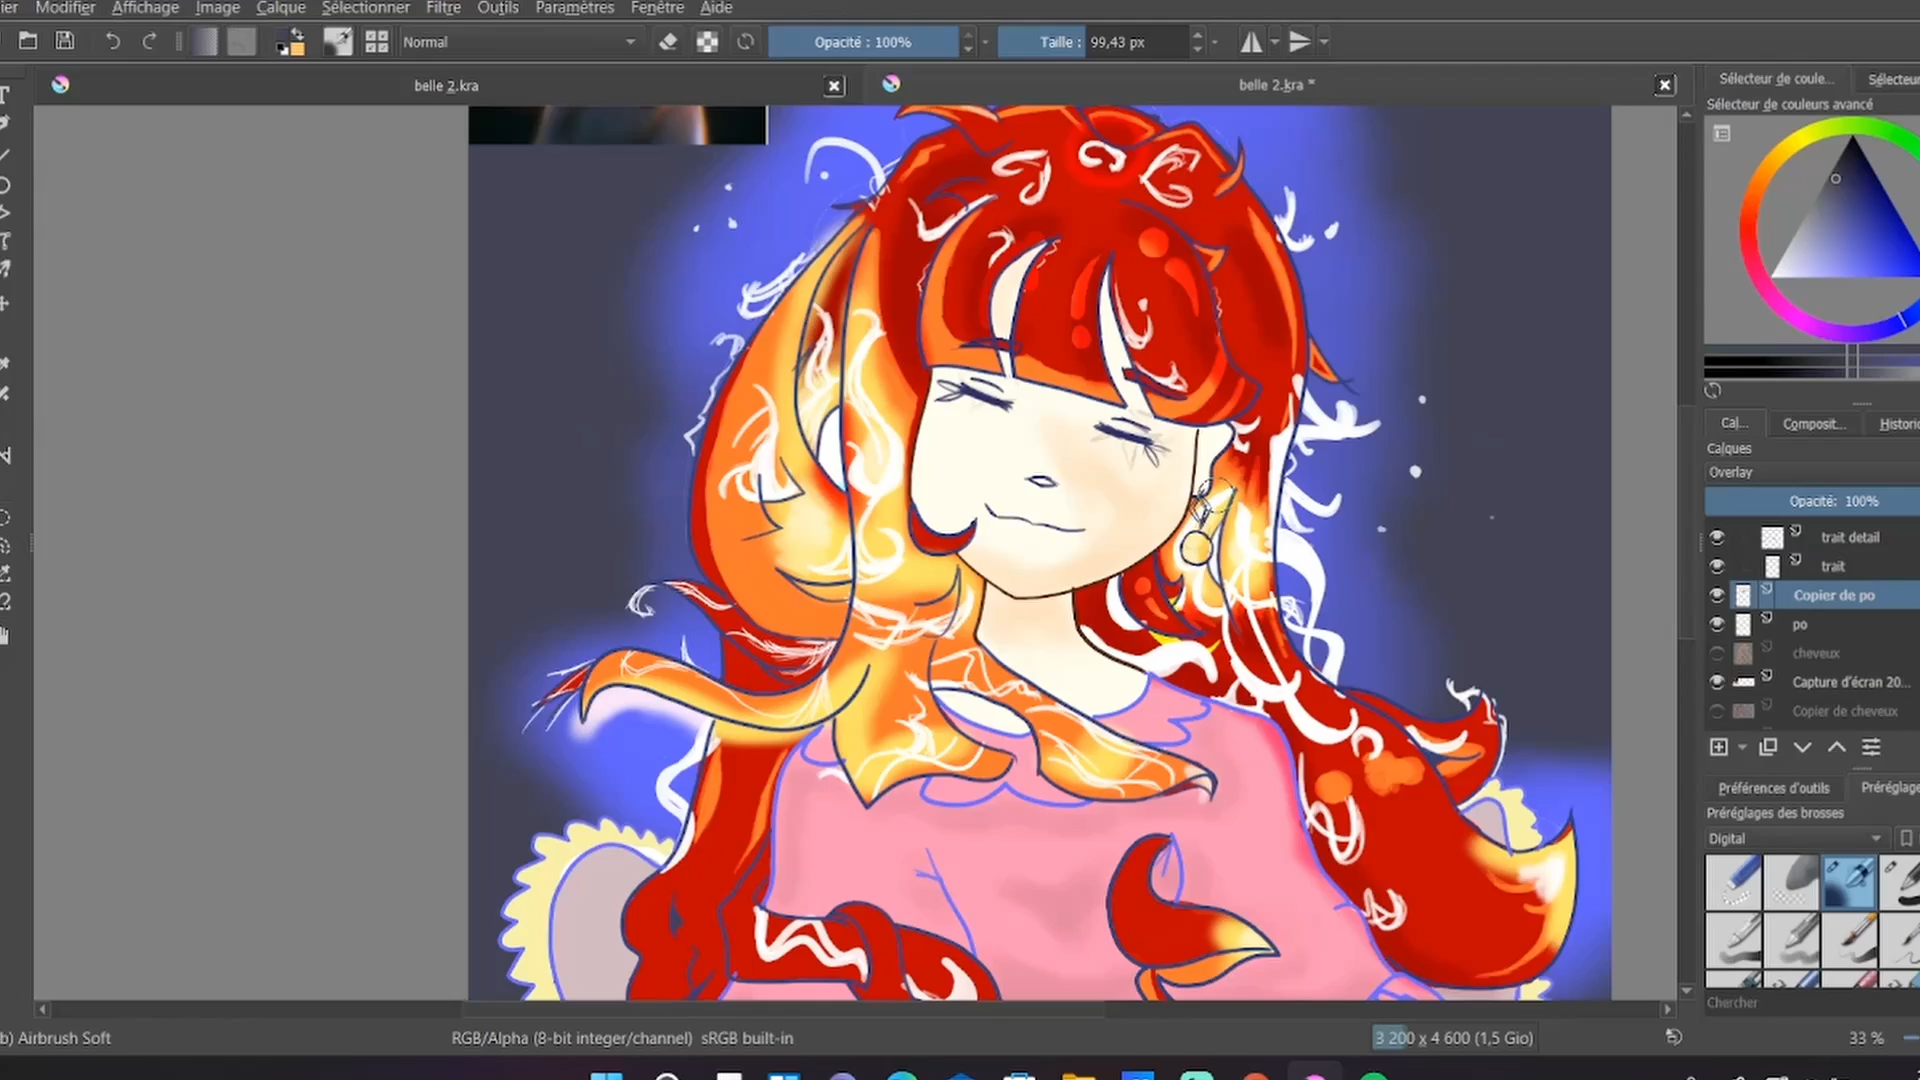 ier Modifier Affichage Image Calque Sélectionner Filtre Outils Paramètres Fenêtre Aide
Normal Opacité : 100% Taille : 99,43 px
belle 2.kra belle 2.kra *
Sélecteur de coule... Sélecteur
Sélecteur de couleurs avancé
Cal... Composit... Historic
Calques
Overlay
Opacité: 100%
trait detail
trait
Copier de po
po
cheveux
Capture d'écran 20...
Copier de cheveux
Préférences d'outils Préréglage
Préréglages des brosses
Digital
Chercher
b) Airbrush Soft RGB/Alpha (8-bit integer/channel) sRGB built-in 3 200 x 4 600 (1,5 Gio) 33 %